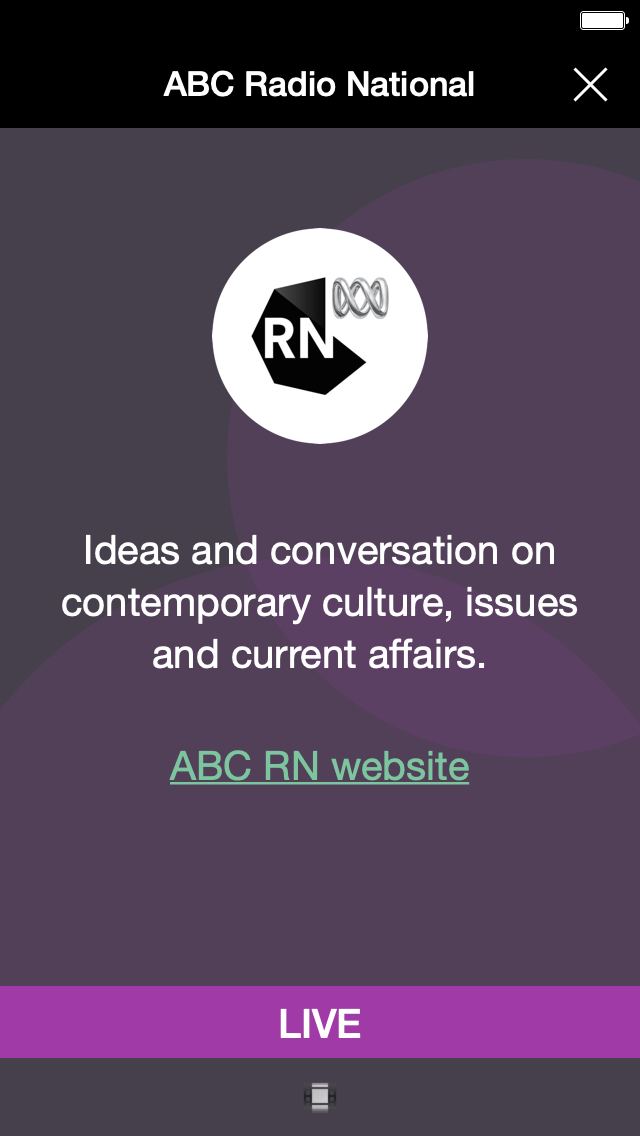 ABC Radio National
RN
Ideas and conversation on
contemporary culture, issues
and current affairs.
ABC RN website
LIVE